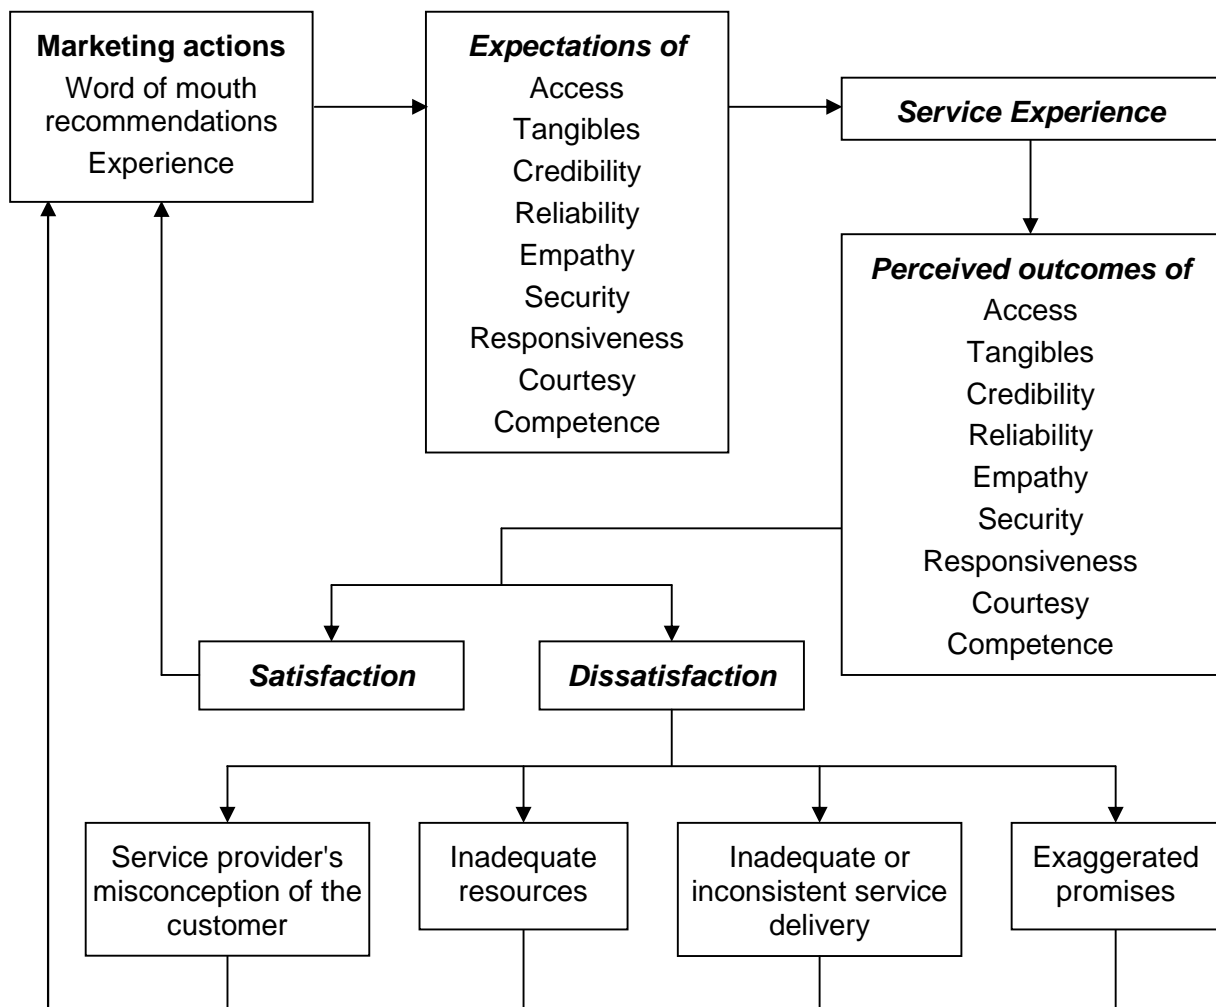 Marketing actions
Word of mouth
recommendations
Experience
Expectations of
Access
Tangibles
Credibility
Reliability
Empathy
Security
Responsiveness
Courtesy
Competence
Service Experience
Perceived outcomes of
Access
Tangibles
Credibility
Reliability
Empathy
Security
Responsiveness
Courtesy
Competence
Satisfaction
Dissatisfaction
Service provider's
misconception of the
customer
Inadequate
resources
Inadequate or
inconsistent service
delivery
Exaggerated
promises